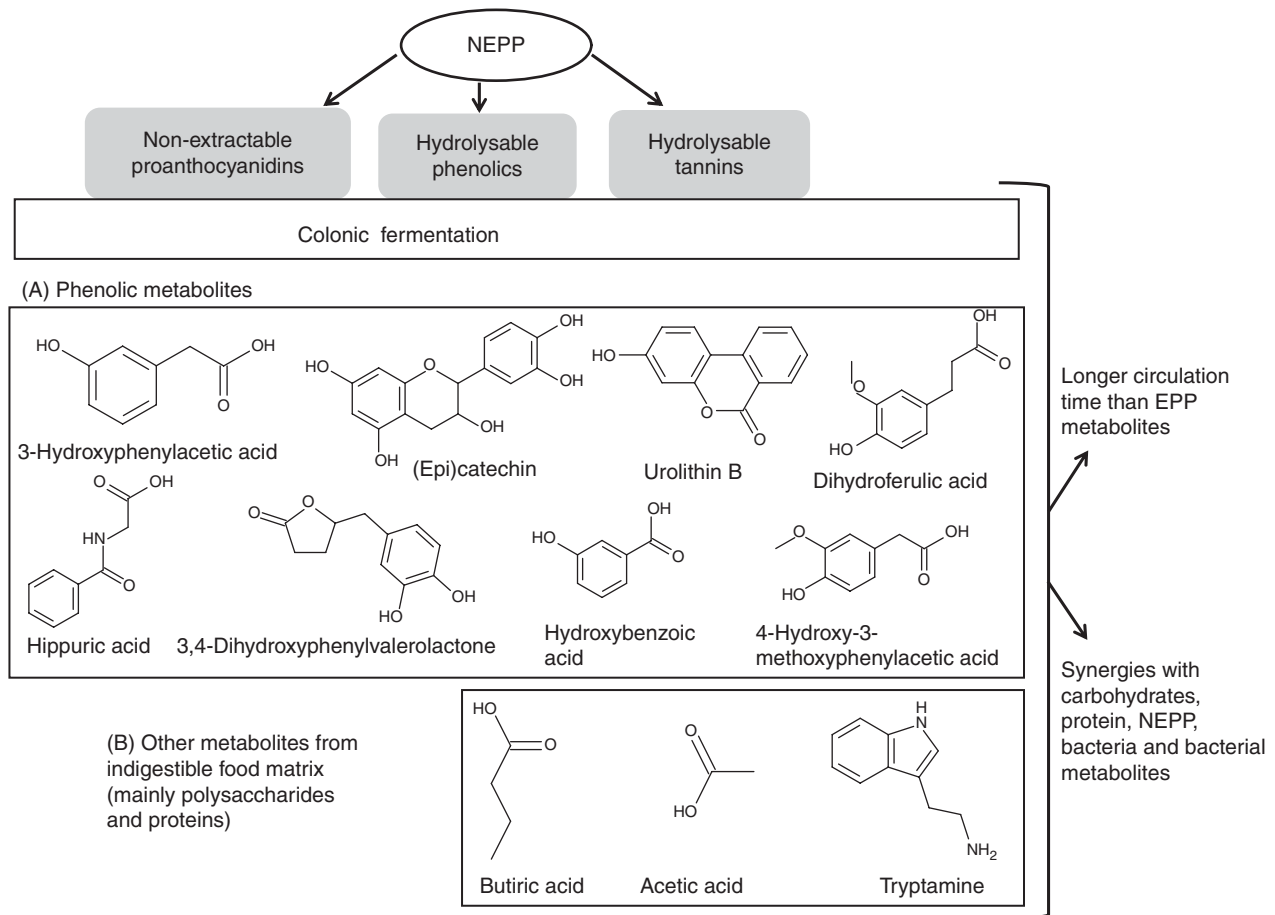 NEPP
Non-extractable
proanthocyanidins
Hydrolysable
phenolics
Hydrolysable
tannins
Colonic fermentation
(A) Phenolic metabolites
HO
OH
O
3-Hydroxyphenylacetic acid
OH
OH
HO
O
OH
OH
(Epi)catechin
HO
O
O
Urolithin B
OH
O
O
HO
Dihydroferulic acid
O
OH
HN
O
Hippuric acid
O
O
OH
HO
3,4-Dihydroxyphenylvalerolactone
OH
HO
O
Hydroxybenzoic
acid
O
OH
O
HO
4-Hydroxy-3-
methoxyphenylacetic acid
Longer circulation
time than EPP
metabolites
Synergies with
carbohydrates,
protein, NEPP,
bacteria and bacterial
metabolites
(B) Other metabolites from
indigestible food matrix
(mainly polysaccharides
and proteins)
HO
O
Butiric acid
O
HO
Acetic acid
H
N
NH2
Tryptamine